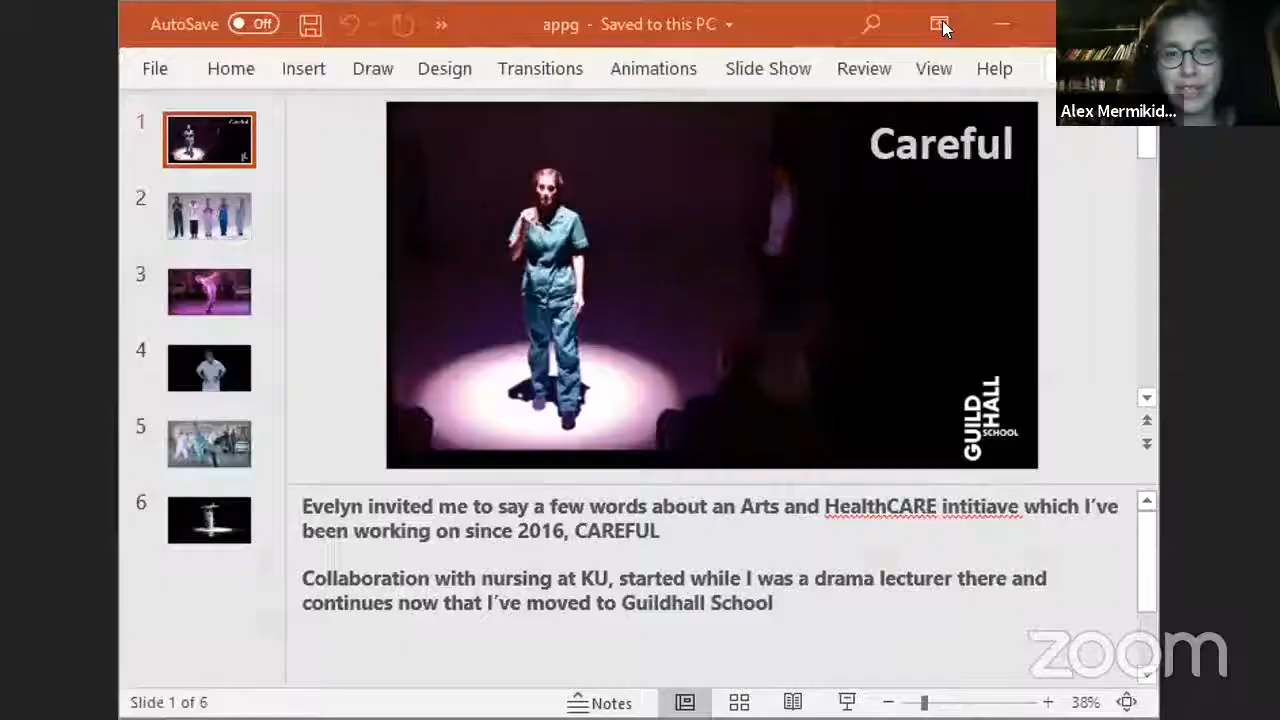 AutoSave Off
appg - Saved to this PC
File Home Insert Draw Design Transitions Animations Slide Show Review View Help
Alex Mermikid...
1
Careful
2
3
4
5
6
Careful
GUILD
HALL
SCHOOL
Evelyn invited me to say a few words about an Arts and HealthCARE intitiave which I've
been working on since 2016, CAREFUL
Collaboration with nursing at KU, started while I was a drama lecturer there and
continues now that I've moved to Guildhall School
zoom
Slide 1 of 6
Notes
38%